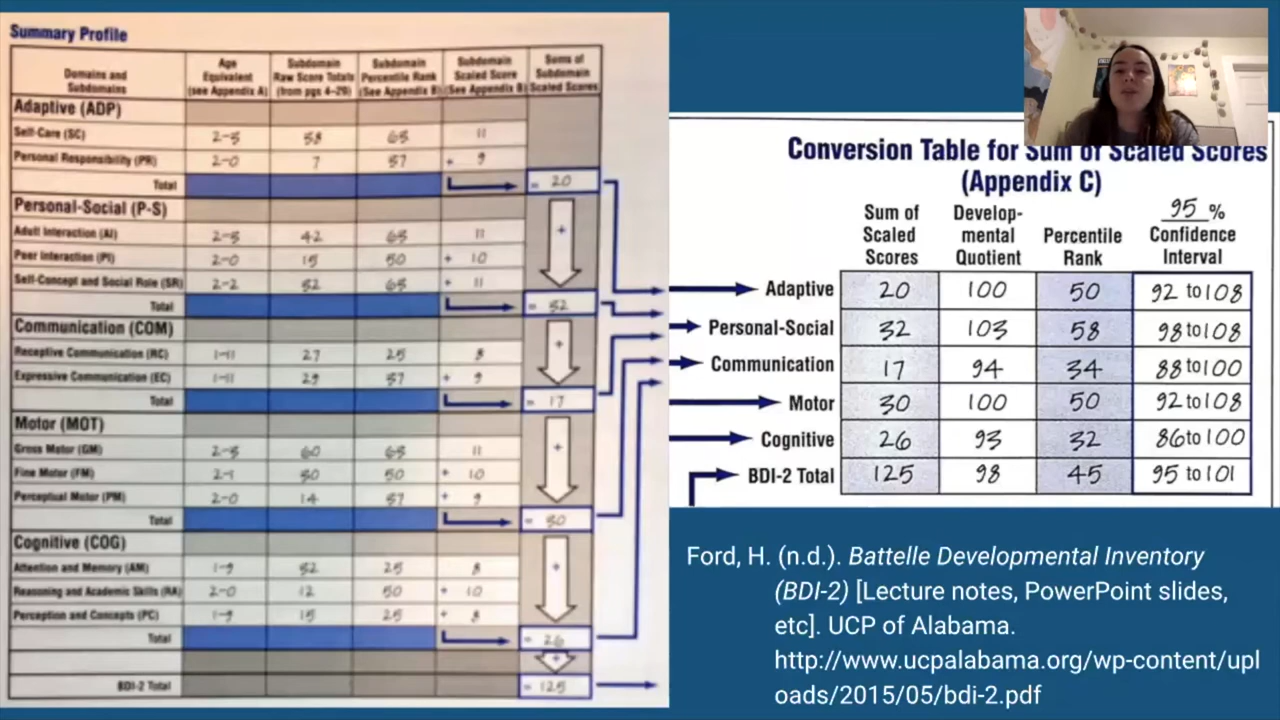 Summary Profile
Domains and Subdomains
Age Equivalent (see Appendix A)
Subdomain Raw Score Totals (from pgs 4–29)
Subdomain Percentile Rank (See Appendix B)
Subdomain Scaled Score (See Appendix B)
Sums of Subdomain Scaled Scores
Adaptive (ADP)
Self-Care (SC) 2-3 58 63 11
Personal Responsibility (PR) 2-0 7 37 + 9
Total = 20
Personal-Social (P-S) +
Adult Interaction (AI) 2-3 42 63 11
Peer Interaction (PI) 2-0 15 50 + 10
Self-Concept and Social Role (SR) 2-2 32 63 + 11
Total = 32
Communication (COM) +
Receptive Communication (RC) 1-11 27 25 8
Expressive Communication (EC) 1-11 29 37 + 9
Total = 17
Motor (MOT) +
Gross Motor (GM) 2-3 60 63 11
Fine Motor (FM) 2-1 30 50 + 10
Perceptual Motor (PM) 2-0 14 37 + 9
Total = 30
Cognitive (COG) +
Attention and Memory (AM) 1-9 32 25 8
Reasoning and Academic Skills (RA) 2-0 12 50 + 10
Perception and Concepts (PC) 1-9 15 25 + 8
Total = 26
+
BDI-2 Total = 125
Conversion Table for Sum of Scaled Scores
(Appendix C)
Sum of Scaled Scores
Develop-mental Quotient
Percentile Rank
95 % Confidence Interval
Adaptive 20 100 50 92 to 108
Personal-Social 32 103 58 98 to 108
Communication 17 94 34 88 to 100
Motor 30 100 50 92 to 108
Cognitive 26 93 32 86 to 100
BDI-2 Total 125 98 45 95 to 101
Ford, H. (n.d.). Battelle Developmental Inventory
(BDI-2) [Lecture notes, PowerPoint slides,
etc]. UCP of Alabama.
http://www.ucpalabama.org/wp-content/upl
oads/2015/05/bdi-2.pdf